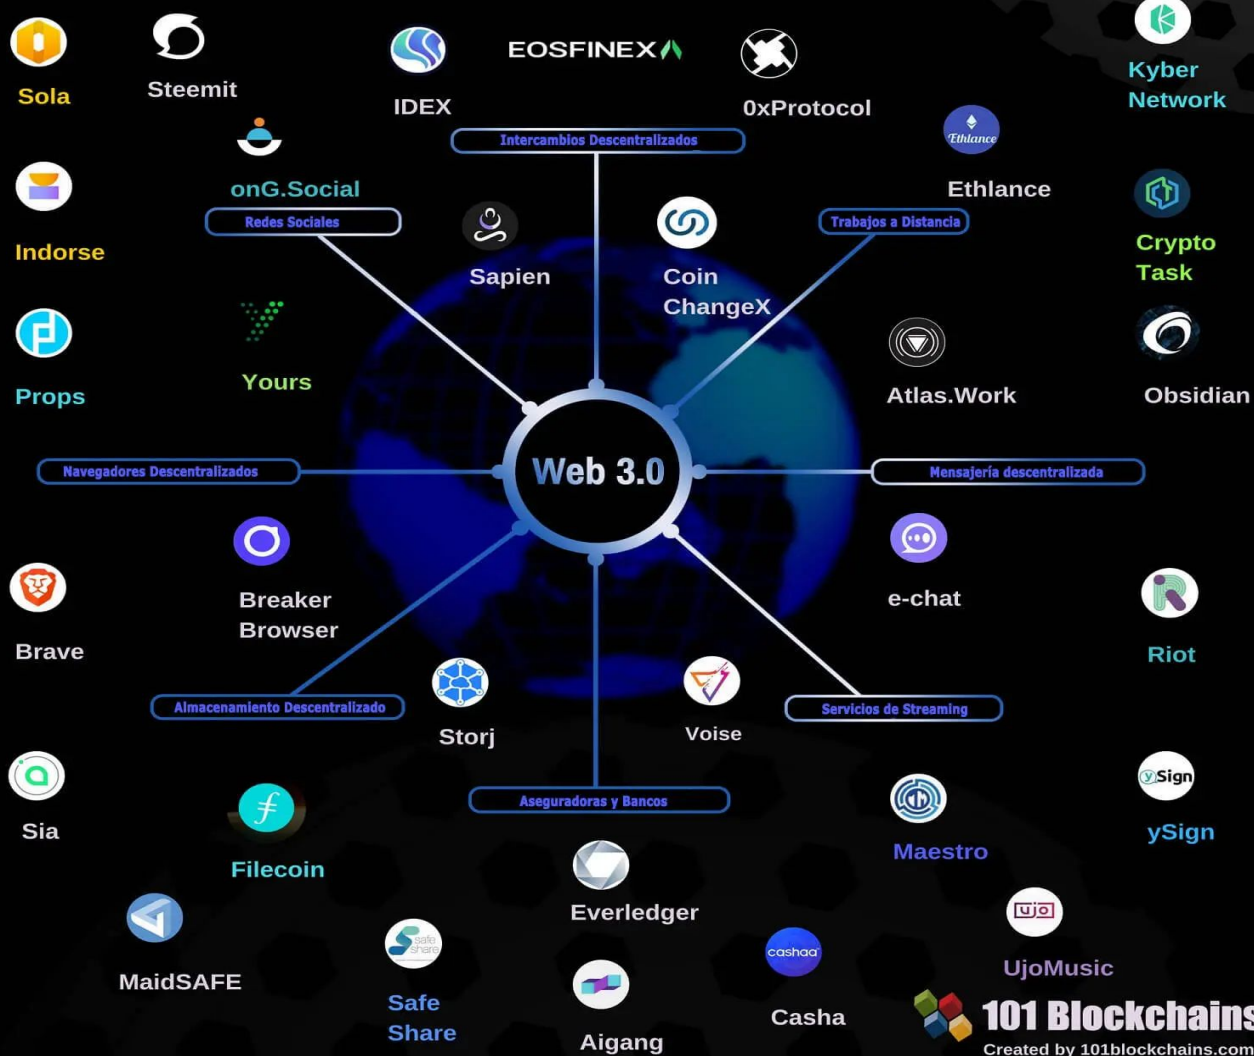 Sola
Steemit
IDEX
EOSFINEX
0xProtocol
Kyber
Network
onG.Social
Intercambios Descentralizados
Ethlance
Ethlance
Indorse
Redes Sociales
Sapien
Coin
ChangeX
Trabajos a Distancia
Crypto
Task
Props
Yours
Atlas.Work
Obsidian
Navegadores Descentralizados
Web 3.0
Mensajería descentralizada
Brave
Breaker
Browser
e-chat
Riot
Almacenamiento Descentralizado
Storj
Voise
Servicios de Streaming
Sia
Filecoin
Aseguradoras y Bancos
Maestro
ySign
ySign
MaidSAFE
safe
share
Safe
Share
Everledger
Aigang
cashaa
Casha
ujo
UjoMusic
101 Blockchains
Created by 101blockchains.com